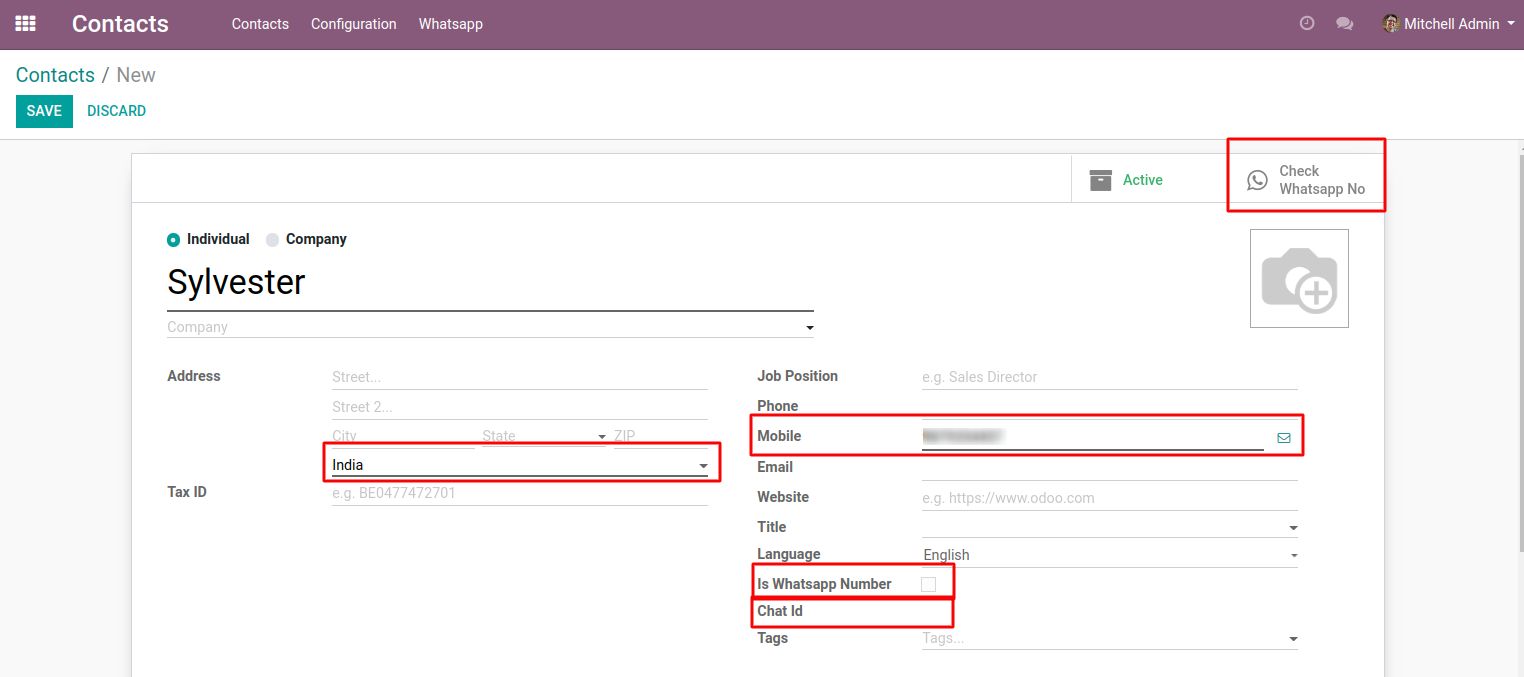 Contacts Contacts Configuration Whatsapp Mitchell Admin
Contacts / New
SAVE DISCARD
Active
Check
Whatsapp No
Individual Company
Sylvester
Company
Address Street...
Street 2...
City State ZIP
India
Tax ID e.g. BE0477472701
Job Position e.g. Sales Director
Phone
Mobile
Email
Website e.g. https://www.odoo.com
Title
Language English
Is Whatsapp Number
Chat Id
Tags Tags...